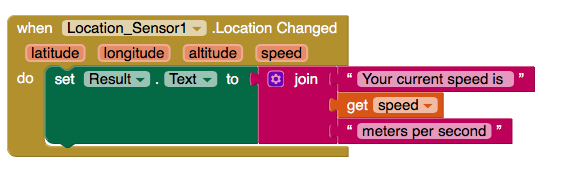 when Location_Sensor1 .Location Changed
latitude longitude altitude speed
do set Result . Text to join " Your current speed is "
get speed
" meters per second "